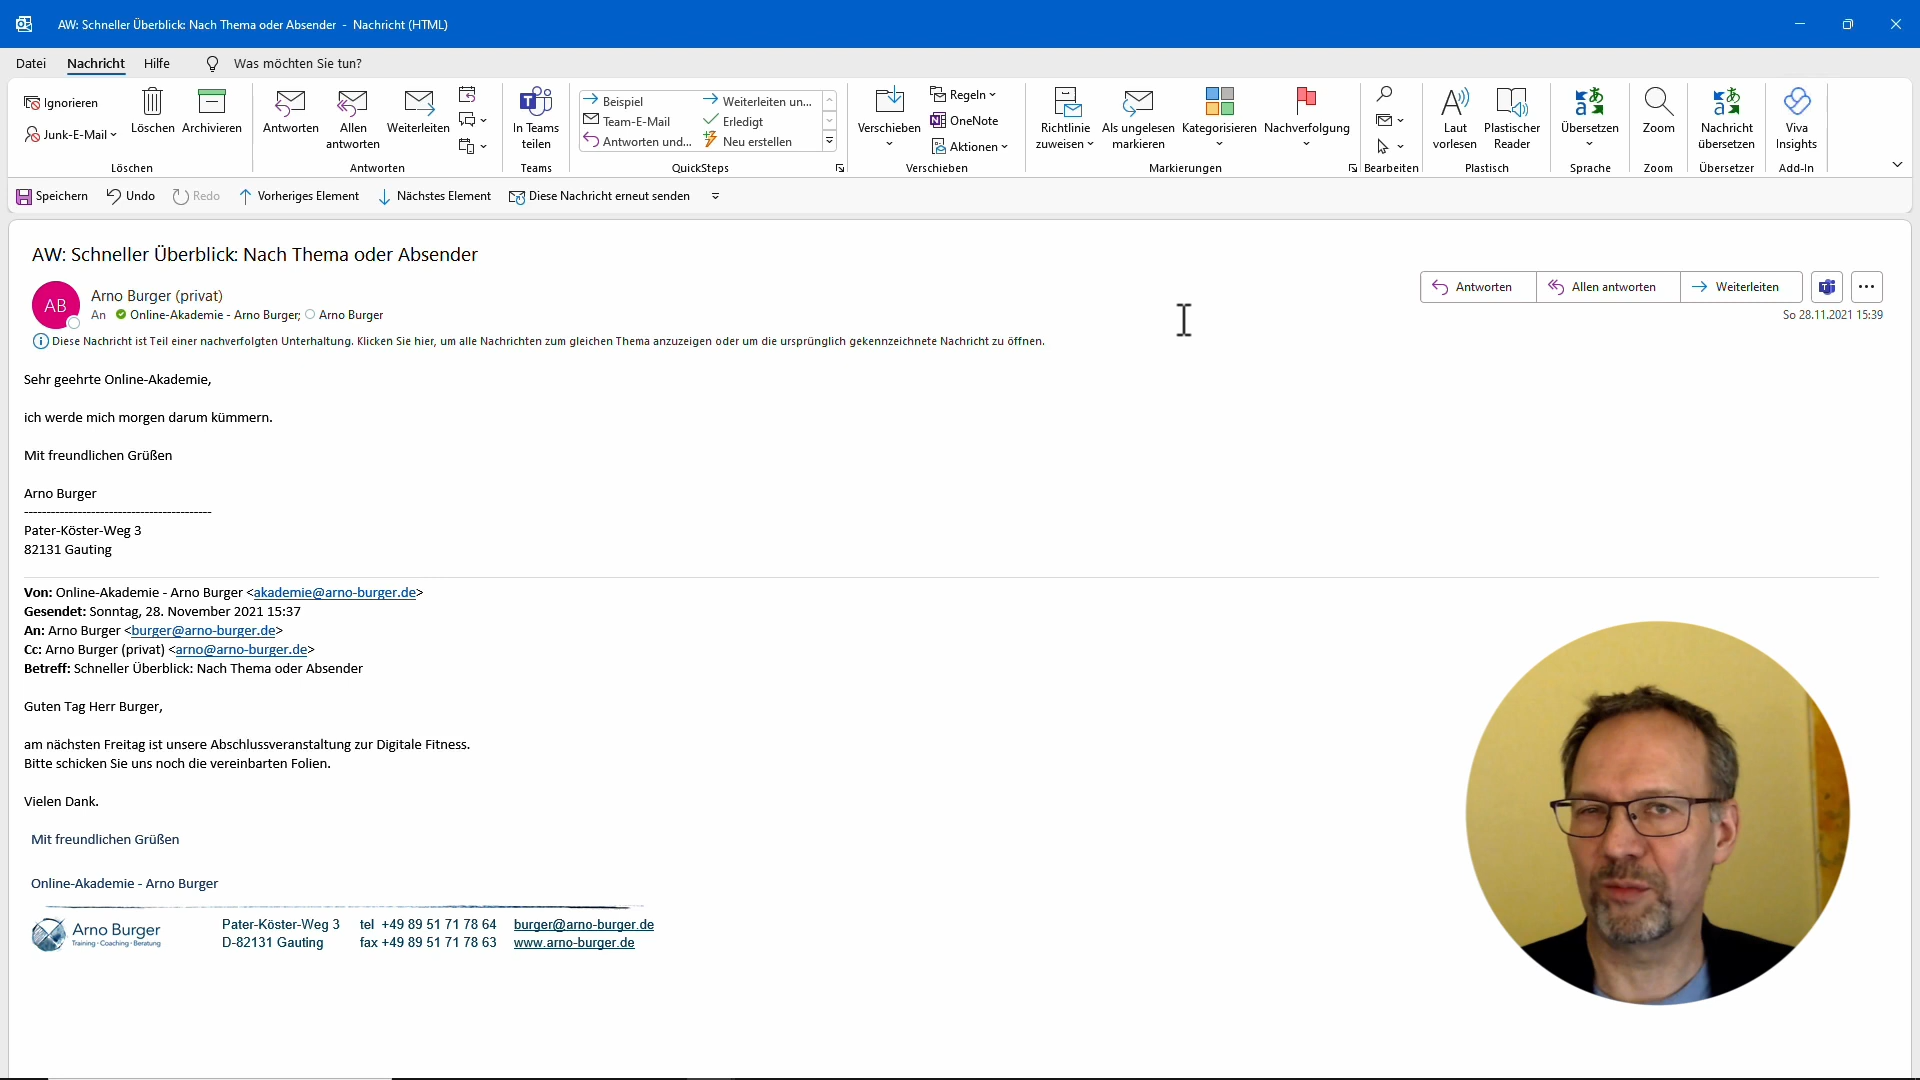 AW: Schneller Überblick: Nach Thema oder Absender - Nachricht (HTML)
Datei Nachricht Hilfe Was möchten Sie tun?
Ignorieren
Junk-E-Mail
Löschen
Archivieren
Löschen
Antworten
Allen antworten
Weiterleiten
Antworten
In Teams teilen
Teams
Beispiel
Team-E-Mail
Antworten und...
Weiterleiten un...
Erledigt
Neu erstellen
QuickSteps
Verschieben
Regeln
OneNote
Aktionen
Verschieben
Richtlinie zuweisen
Als ungelesen markieren
Kategorisieren
Nachverfolgung
Markierungen
Bearbeiten
Laut vorlesen
Plastischer Reader
Plastisch
Übersetzen
Sprache
Zoom
Zoom
Nachricht übersetzen
Übersetzer
Viva Insights
Add-In
Speichern Undo Redo Vorheriges Element Nächstes Element Diese Nachricht erneut senden
AW: Schneller Überblick: Nach Thema oder Absender
AB
Arno Burger (privat)
An Online-Akademie - Arno Burger; Arno Burger
Antworten Allen antworten Weiterleiten
So 28.11.2021 15:39
Diese Nachricht ist Teil einer nachverfolgten Unterhaltung. Klicken Sie hier, um alle Nachrichten zum gleichen Thema anzuzeigen oder um die ursprünglich gekennzeichnete Nachricht zu öffnen.
Sehr geehrte Online-Akademie,
ich werde mich morgen darum kümmern.
Mit freundlichen Grüßen
Arno Burger
------------------------------------------
Pater-Köster-Weg 3
82131 Gauting
Von: Online-Akademie - Arno Burger <akademie@arno-burger.de>
Gesendet: Sonntag, 28. November 2021 15:37
An: Arno Burger <burger@arno-burger.de>
Cc: Arno Burger (privat) <arno@arno-burger.de>
Betreff: Schneller Überblick: Nach Thema oder Absender
Guten Tag Herr Burger,
am nächsten Freitag ist unsere Abschlussveranstaltung zur Digitale Fitness.
Bitte schicken Sie uns noch die vereinbarten Folien.
Vielen Dank.
Mit freundlichen Grüßen
Online-Akademie - Arno Burger
Arno Burger
Training · Coaching · Beratung
Pater-Köster-Weg 3 tel +49 89 51 71 78 64 burger@arno-burger.de
D-82131 Gauting fax +49 89 51 71 78 63 www.arno-burger.de